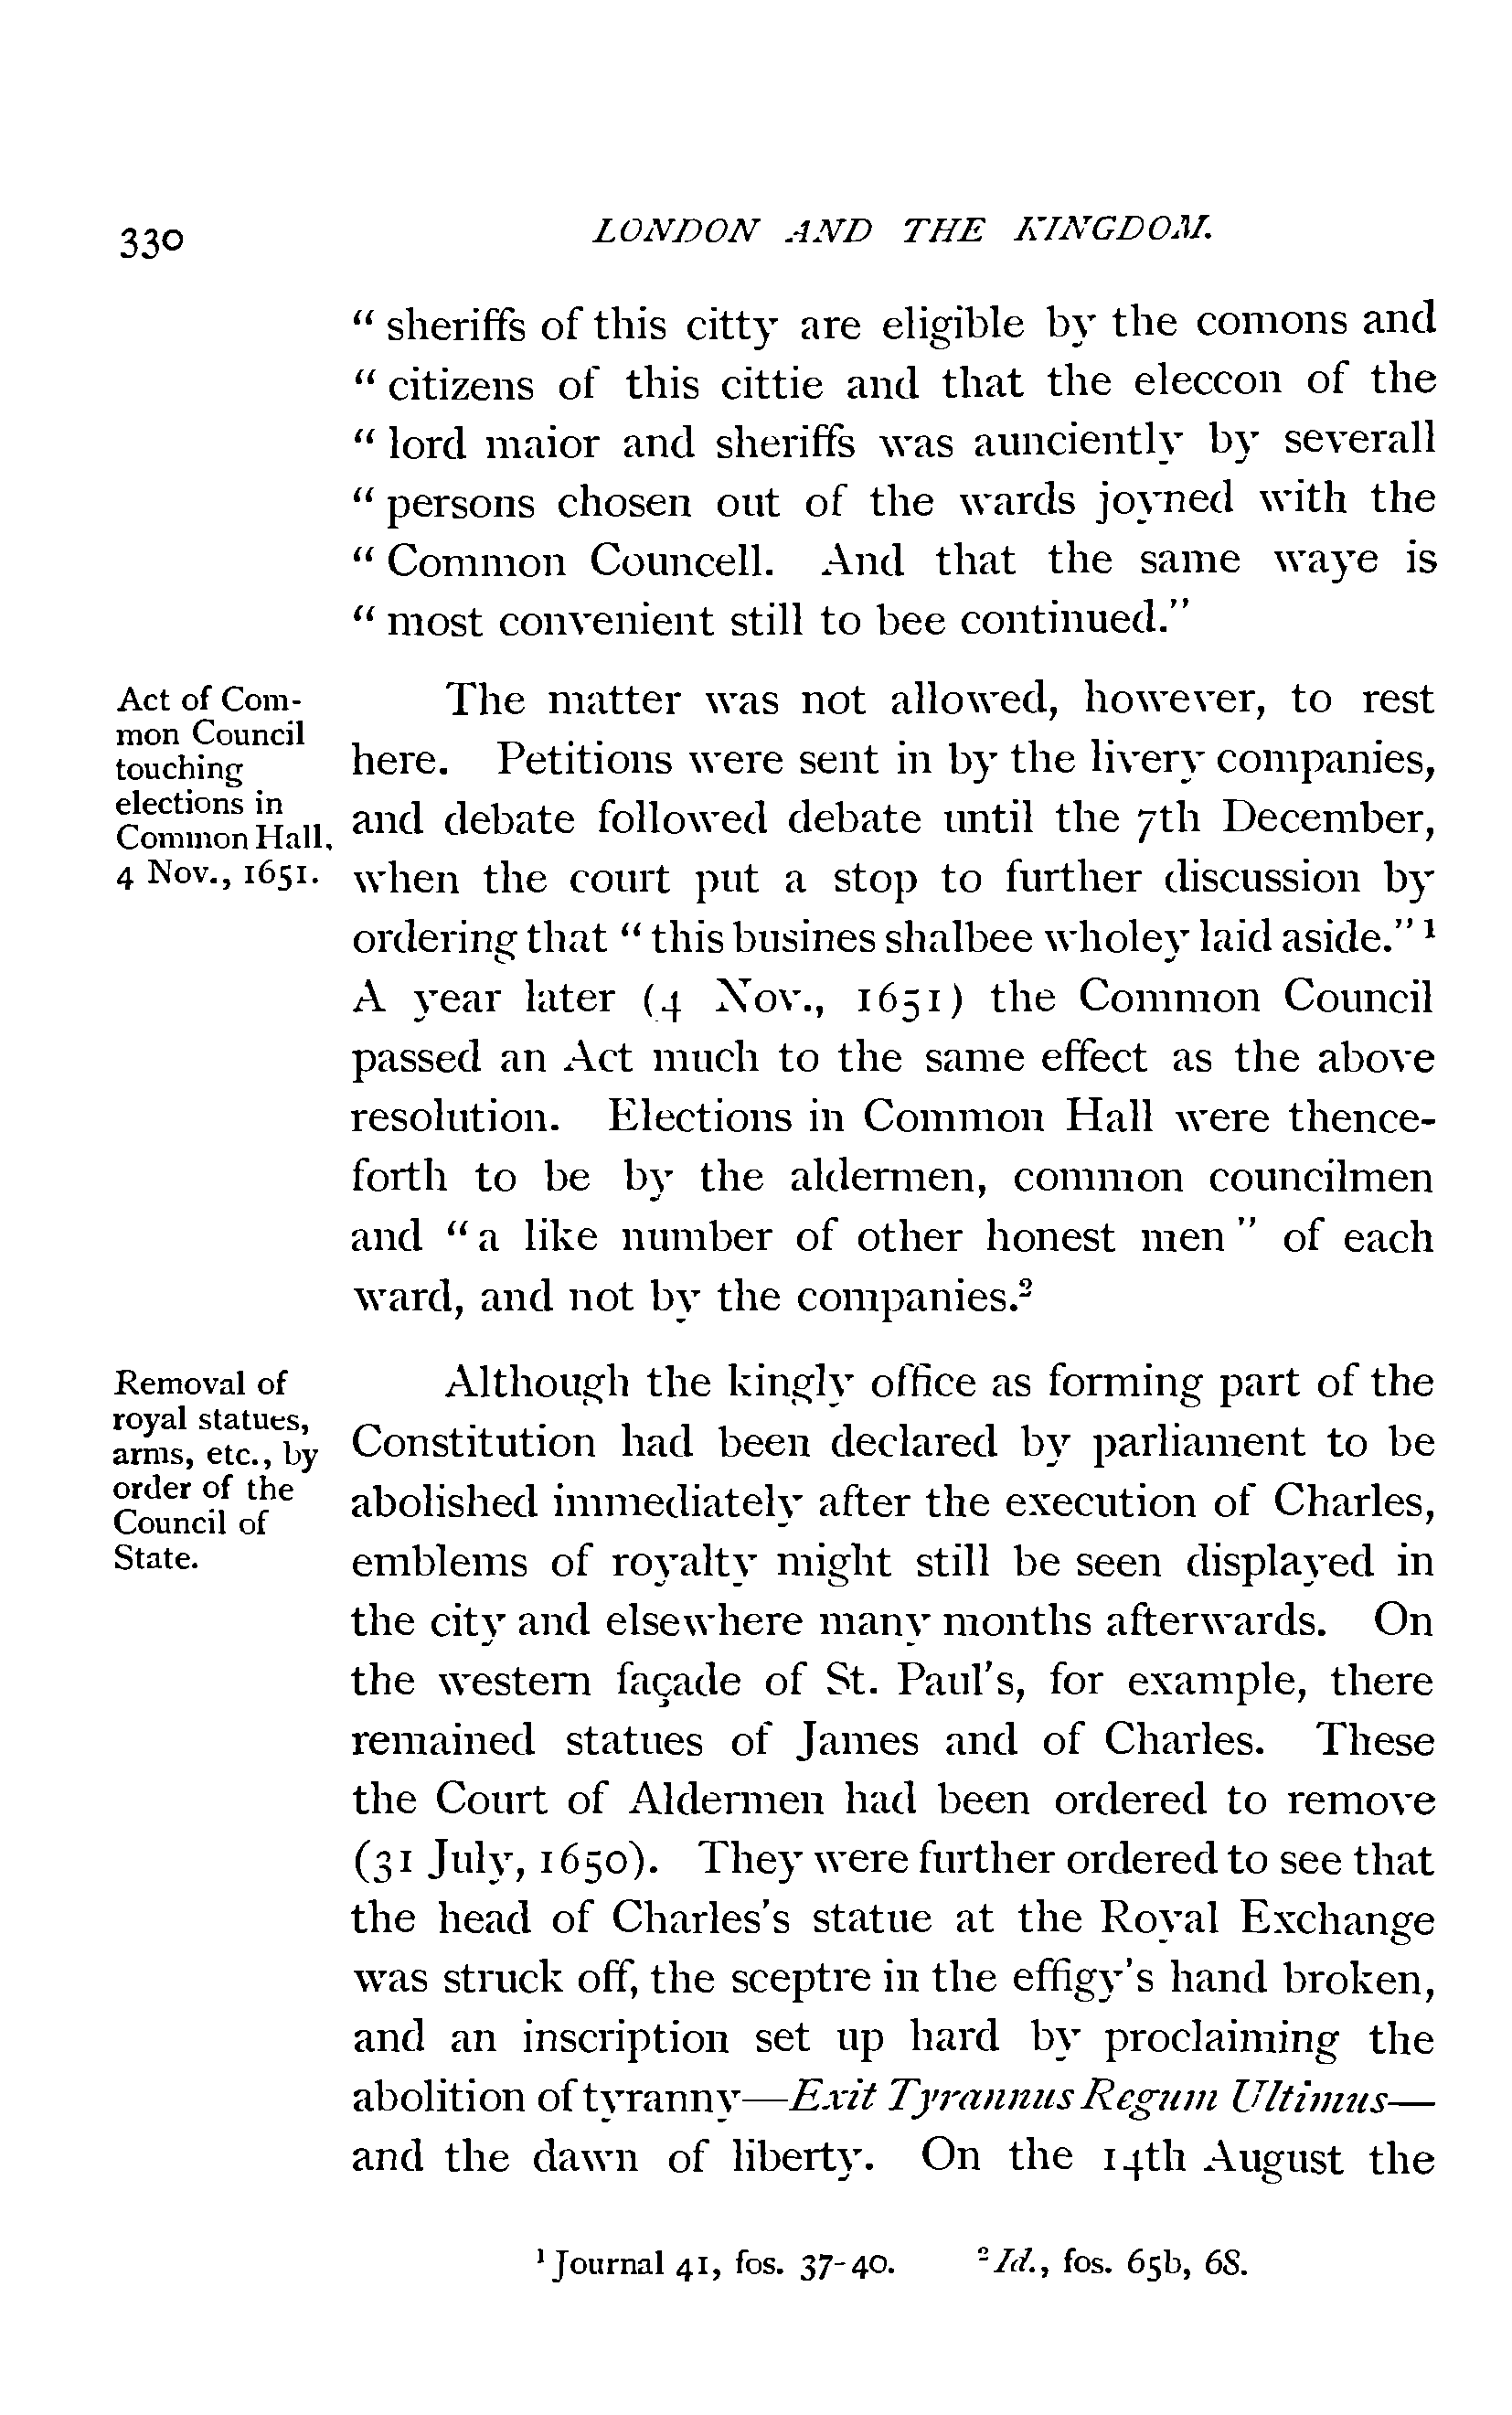 330 LONDON AND THE KINGDOM.
“ sheriffs of this citty are eligible by the comons and
“ citizens of this cittie and that the eleccon of the
“ lord maior and sheriffs was aunciently by severall
“ persons chosen out of the wards joyned with the
“ Common Councell. And that the same waye is
“ most convenient still to bee continued.”
Act of Com-
mon Council
touching
elections in
Common Hall,
4 Nov., 1651.
The matter was not allowed, however, to rest
here. Petitions were sent in by the livery companies,
and debate followed debate until the 7th December,
when the court put a stop to further discussion by
ordering that “ this busines shalbee wholey laid aside.” ¹
A year later (4 Nov., 1651) the Common Council
passed an Act much to the same effect as the above
resolution. Elections in Common Hall were thence-
forth to be by the aldermen, common councilmen
and “ a like number of other honest men ” of each
ward, and not by the companies.²
Removal of
royal statues,
arms, etc., by
order of the
Council of
State.
Although the kingly office as forming part of the
Constitution had been declared by parliament to be
abolished immediately after the execution of Charles,
emblems of royalty might still be seen displayed in
the city and elsewhere many months afterwards. On
the western façade of St. Paul’s, for example, there
remained statues of James and of Charles. These
the Court of Aldermen had been ordered to remove
(31 July, 1650). They were further ordered to see that
the head of Charles’s statue at the Royal Exchange
was struck off, the sceptre in the effigy’s hand broken,
and an inscription set up hard by proclaiming the
abolition of tyranny—Exit Tyrannus Regum Ultimus—
and the dawn of liberty. On the 14th August the
¹ Journal 41, fos. 37-40. ² Id., fos. 65b, 68.